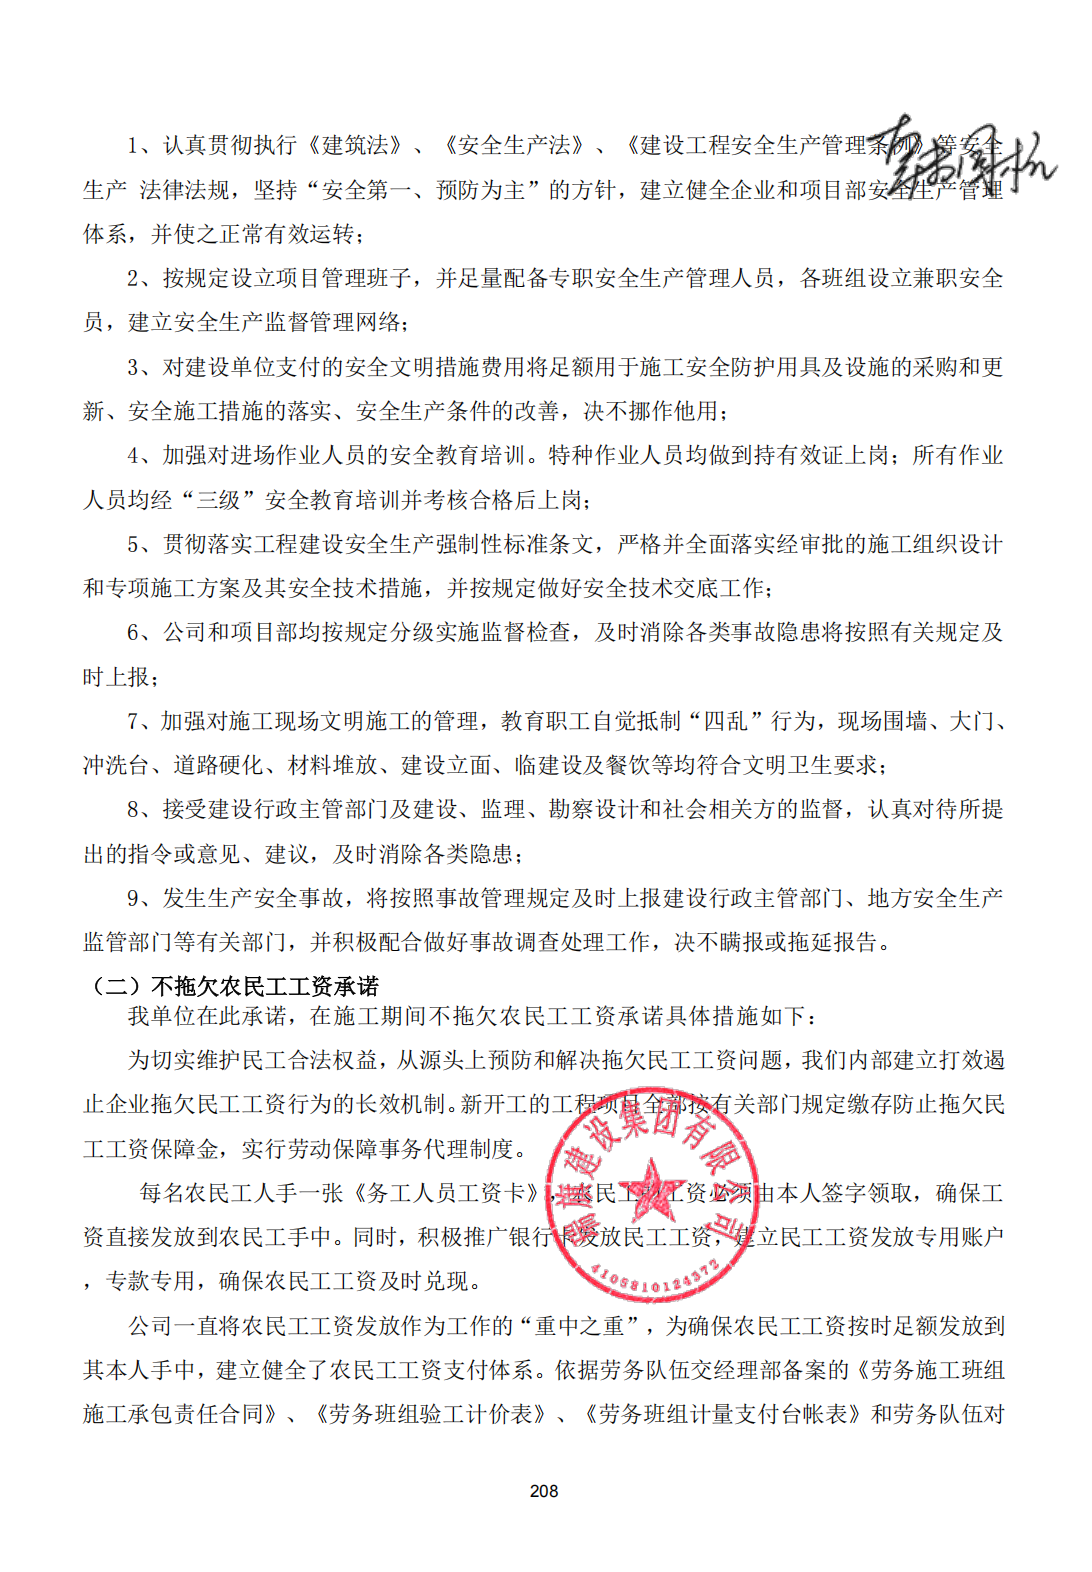 1、认真贯彻执行《建筑法》、《安全生产法》、《建设工程安全生产管理条例》等安全
生产 法律法规，坚持“安全第一、预防为主”的方针，建立健全企业和项目部安全生产管理
体系，并使之正常有效运转；
2、按规定设立项目管理班子，并足量配备专职安全生产管理人员，各班组设立兼职安全
员，建立安全生产监督管理网络；
3、对建设单位支付的安全文明措施费用将足额用于施工安全防护用具及设施的采购和更
新、安全施工措施的落实、安全生产条件的改善，决不挪作他用；
4、加强对进场作业人员的安全教育培训。特种作业人员均做到持有效证上岗；所有作业
人员均经“三级”安全教育培训并考核合格后上岗；
5、贯彻落实工程建设安全生产强制性标准条文，严格并全面落实经审批的施工组织设计
和专项施工方案及其安全技术措施，并按规定做好安全技术交底工作；
6、公司和项目部均按规定分级实施监督检查，及时消除各类事故隐患将按照有关规定及
时上报；
7、加强对施工现场文明施工的管理，教育职工自觉抵制“四乱”行为，现场围墙、大门、
冲洗台、道路硬化、材料堆放、建设立面、临建设及餐饮等均符合文明卫生要求；
8、接受建设行政主管部门及建设、监理、勘察设计和社会相关方的监督，认真对待所提
出的指令或意见、建议，及时消除各类隐患；
9、发生生产安全事故，将按照事故管理规定及时上报建设行政主管部门、地方安全生产
监管部门等有关部门，并积极配合做好事故调查处理工作，决不瞒报或拖延报告。
（二）不拖欠农民工工资承诺
我单位在此承诺，在施工期间不拖欠农民工工资承诺具体措施如下：
为切实维护民工合法权益，从源头上预防和解决拖欠民工工资问题，我们内部建立打效遏
止企业拖欠民工工资行为的长效机制。新开工的工程项目全部按有关部门规定缴存防止拖欠民
工工资保障金，实行劳动保障事务代理制度。
每名农民工人手一张《务工人员工资卡》，农民工的工资必须由本人签字领取，确保工
资直接发放到农民工手中。同时，积极推广银行卡发放民工工资，建立民工工资发放专用账户
，专款专用，确保农民工工资及时兑现。
公司一直将农民工工资发放作为工作的“重中之重”，为确保农民工工资按时足额发放到
其本人手中，建立健全了农民工工资支付体系。依据劳务队伍交经理部备案的《劳务施工班组
施工承包责任合同》、《劳务班组验工计价表》、《劳务班组计量支付台帐表》和劳务队伍对
旗建设集团有限公司
4105810124372
208